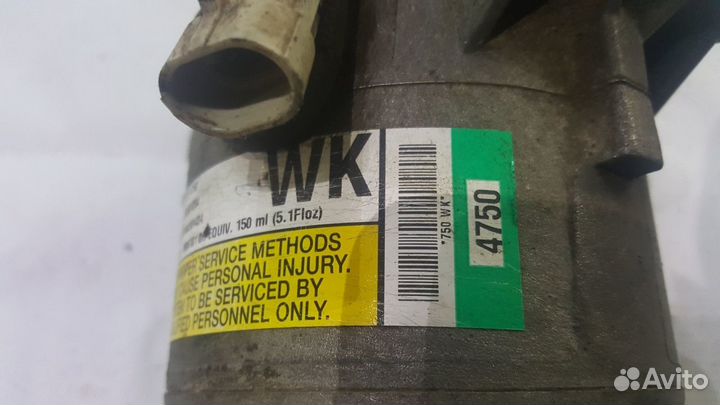 WK
EQUIV. 150 ml (5.1Floz)
SERVICE METHODS
PERSONAL INJURY.
TO BE SERVICED BY
PERSONNEL ONLY.
*750 WK*
4750
Avito